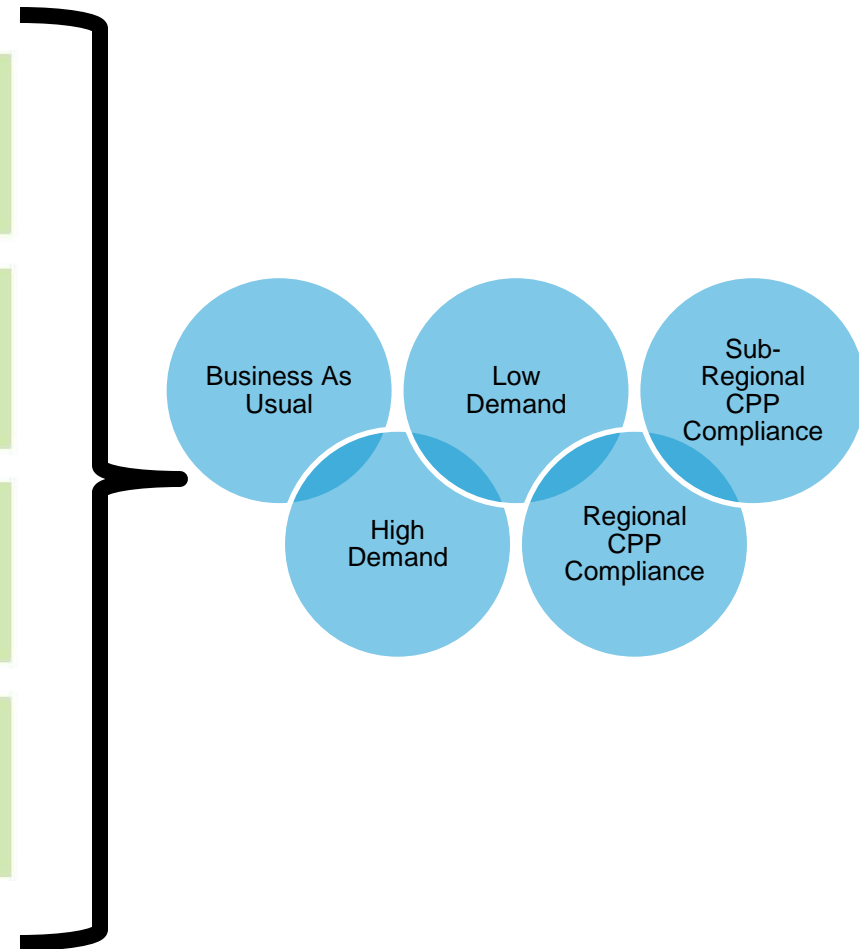 Business As
Usual
High
Demand
Low
Demand
Regional
CPP
Compliance
Sub-
Regional
CPP
Compliance